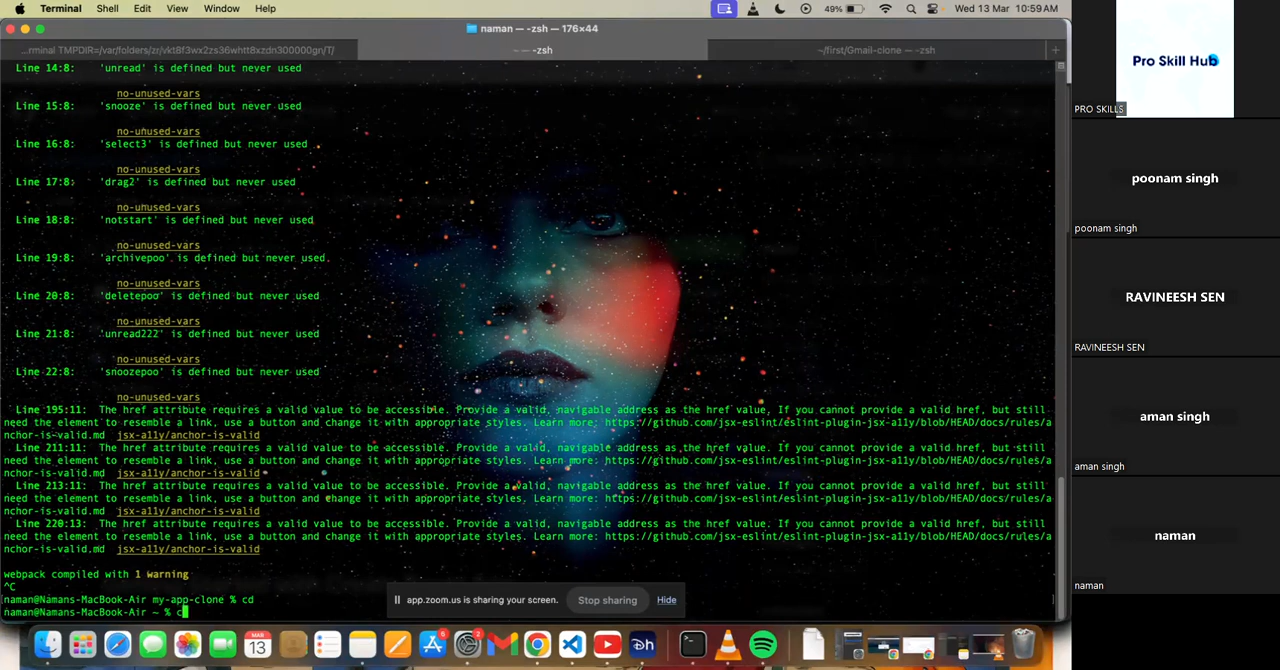 Terminal Shell Edit View Window Help 49% Wed 13 Mar 10:59 AM
naman — -zsh — 176×44
...rminal TMPDIR=/var/folders/zr/vkt8f3wx2zs36whtt8xzdn300000gn/T/ ~ — -zsh ~/first/Gmail-clone — -zsh
Line 14:8: 'unread' is defined but never used
no-unused-vars
Line 15:8: 'snooze' is defined but never used
no-unused-vars
Line 16:8: 'select3' is defined but never used
no-unused-vars
Line 17:8: 'drag2' is defined but never used
no-unused-vars
Line 18:8: 'notstart' is defined but never used
no-unused-vars
Line 19:8: 'archivepoo' is defined but never used
no-unused-vars
Line 20:8: 'deletepoo' is defined but never used
no-unused-vars
Line 21:8: 'unread222' is defined but never used
no-unused-vars
Line 22:8: 'snoozepoo' is defined but never used
no-unused-vars
Line 195:11: The href attribute requires a valid value to be accessible. Provide a valid, navigable address as the href value. If you cannot provide a valid href, but still
need the element to resemble a link, use a button and change it with appropriate styles. Learn more: https://github.com/jsx-eslint/eslint-plugin-jsx-a11y/blob/HEAD/docs/rules/a
nchor-is-valid.md jsx-a11y/anchor-is-valid
Line 211:11: The href attribute requires a valid value to be accessible. Provide a valid, navigable address as the href value. If you cannot provide a valid href, but still
need the element to resemble a link, use a button and change it with appropriate styles. Learn more: https://github.com/jsx-eslint/eslint-plugin-jsx-a11y/blob/HEAD/docs/rules/a
nchor-is-valid.md jsx-a11y/anchor-is-valid
Line 213:11: The href attribute requires a valid value to be accessible. Provide a valid, navigable address as the href value. If you cannot provide a valid href, but still
need the element to resemble a link, use a button and change it with appropriate styles. Learn more: https://github.com/jsx-eslint/eslint-plugin-jsx-a11y/blob/HEAD/docs/rules/a
nchor-is-valid.md jsx-a11y/anchor-is-valid
Line 220:13: The href attribute requires a valid value to be accessible. Provide a valid, navigable address as the href value. If you cannot provide a valid href, but still
need the element to resemble a link, use a button and change it with appropriate styles. Learn more: https://github.com/jsx-eslint/eslint-plugin-jsx-a11y/blob/HEAD/docs/rules/a
nchor-is-valid.md jsx-a11y/anchor-is-valid
webpack compiled with 1 warning
^C
naman@Namans-MacBook-Air my-app-clone % cd
naman@Namans-MacBook-Air ~ % c
app.zoom.us is sharing your screen. Stop sharing Hide
MAR
13
6
2
Dh
Pro Skill Hub
PRO SKILLS
poonam singh
poonam singh
RAVINEESH SEN
RAVINEESH SEN
aman singh
aman singh
naman
naman